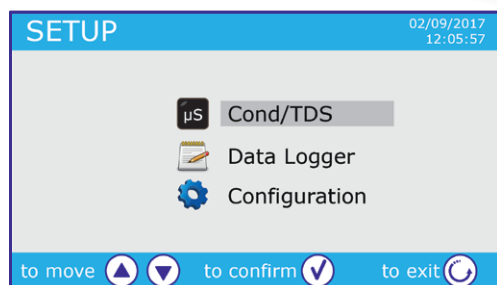 SETUP
02/09/2017
12:05:57
µS Cond/TDS
Data Logger
Configuration
to move to confirm to exit